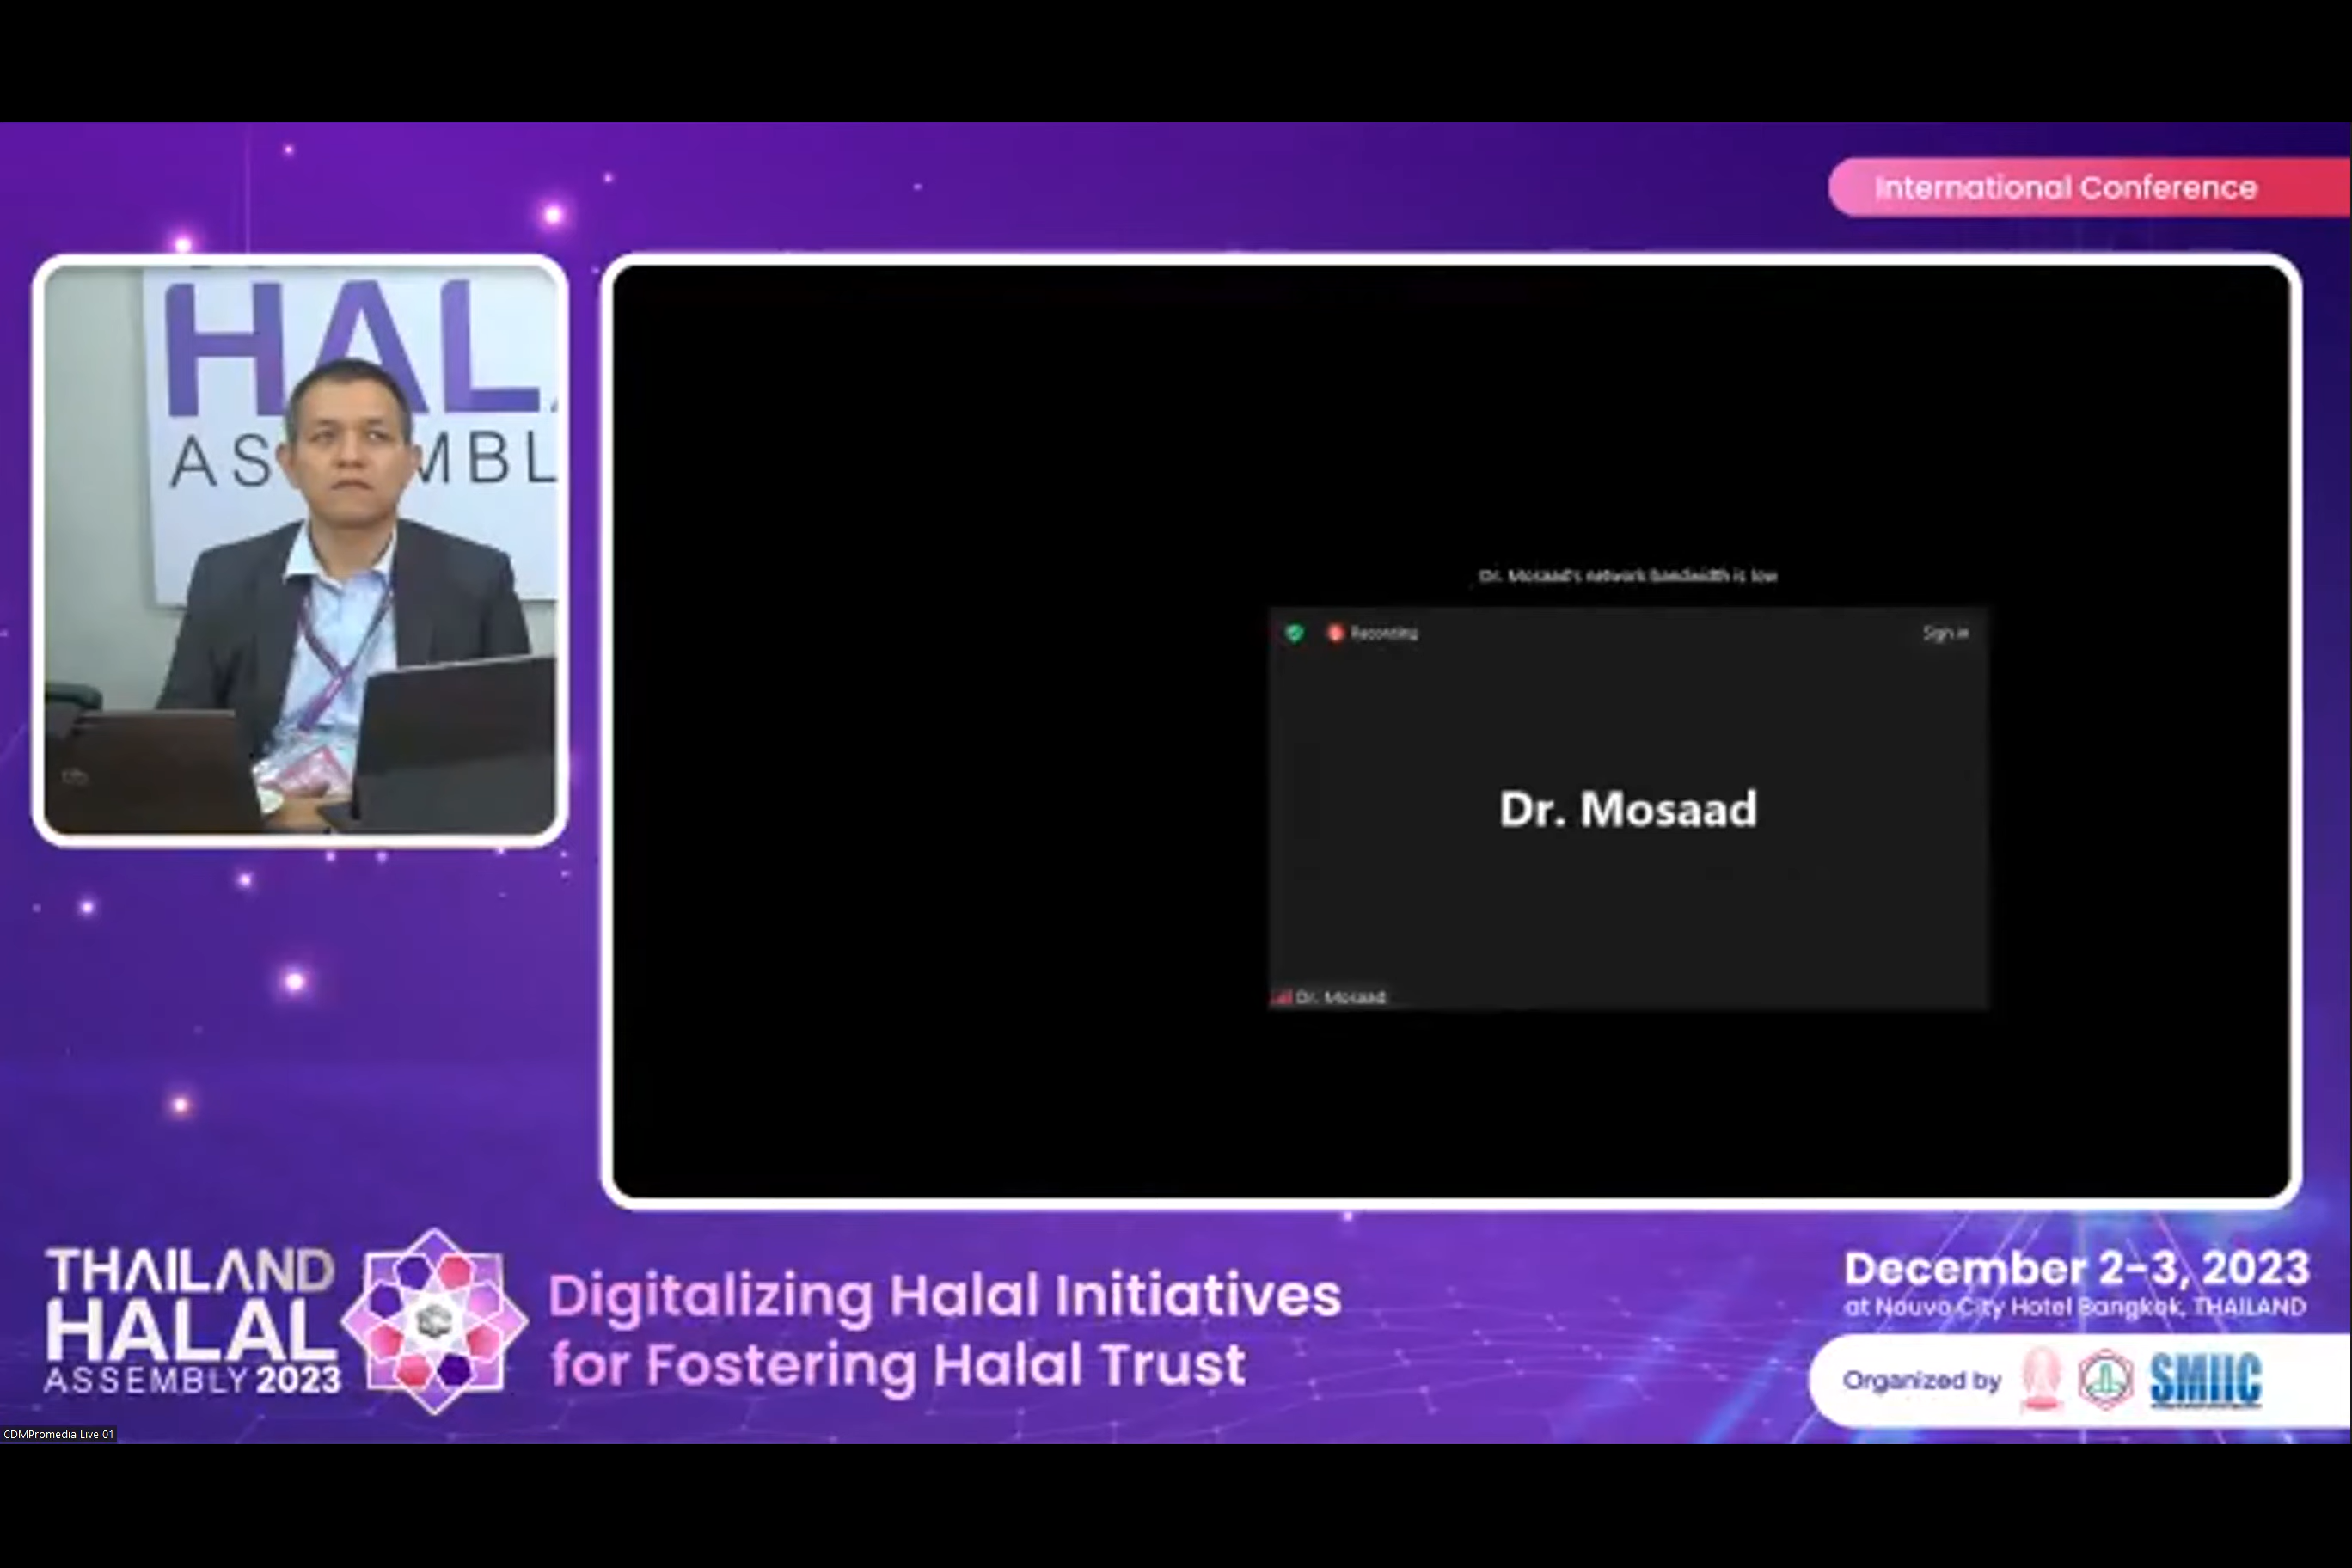 International Conference
HAL
ASSEMBL
Dr. Mosaad's network bandwidth is low
Recording
Sign in
Dr. Mosaad
Dr. Mosaad
THAILAND
HALAL
ASSEMBLY 2023
Digitalizing Halal Initiatives
for Fostering Halal Trust
December 2-3, 2023
at Nouvo City Hotel Bangkok, THAILAND
Organized by
SMIIC
CDMPromedia Live 01